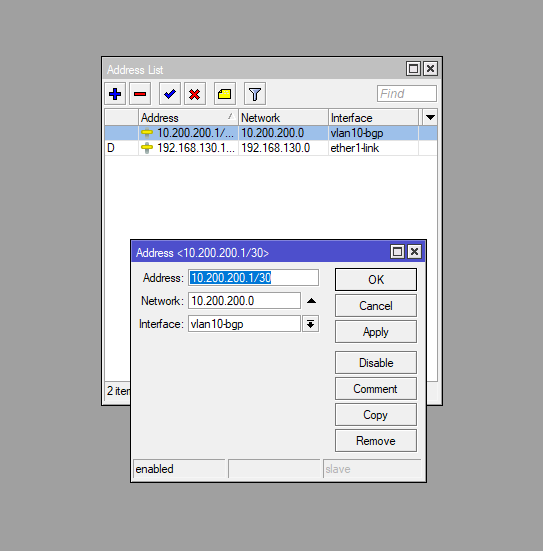 Address List
Find
Address Network Interface
10.200.200.1/... 10.200.200.0 vlan10-bgp
D 192.168.130.1... 192.168.130.0 ether1-link
Address <10.200.200.1/30>
Address: 10.200.200.1/30 OK
Network: 10.200.200.0 Cancel
Interface: vlan10-bgp Apply
Disable
Comment
Copy
Remove
2 iter
enabled slave